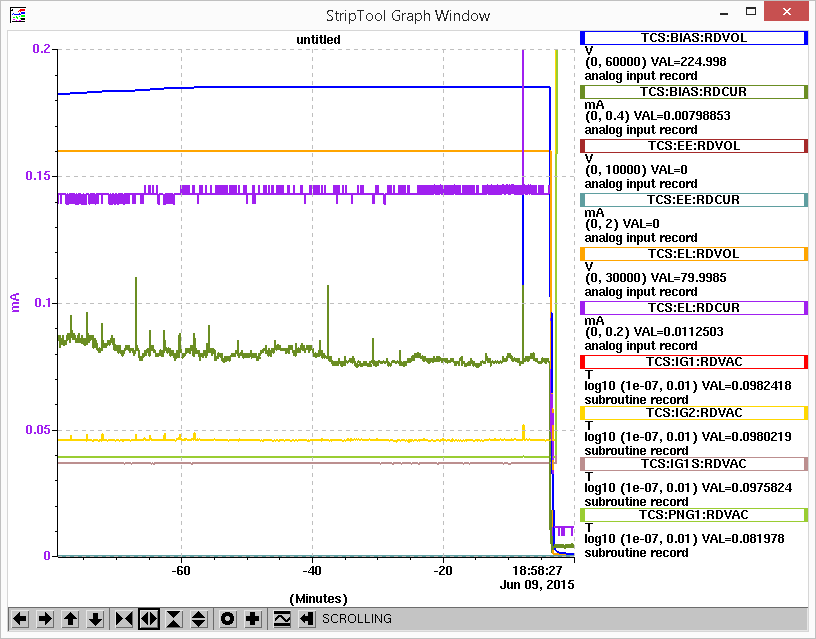 StripTool Graph Window
untitled
0.2
0.15
0.1
0.05
0
mA
-60
-40
-20
18:58:27
Jun 09, 2015
(Minutes)
TCS:BIAS:RDVOL
V
(0, 60000) VAL=224.998
analog input record
TCS:BIAS:RDCUR
mA
(0, 0.4) VAL=0.00798853
analog input record
TCS:EE:RDVOL
V
(0, 10000) VAL=0
analog input record
TCS:EE:RDCUR
mA
(0, 2) VAL=0
analog input record
TCS:EL:RDVOL
V
(0, 30000) VAL=79.9985
analog input record
TCS:EL:RDCUR
mA
(0, 0.2) VAL=0.0112503
analog input record
TCS:IG1:RDVAC
T
log10 (1e-07, 0.01) VAL=0.0982418
subroutine record
TCS:IG2:RDVAC
T
log10 (1e-07, 0.01) VAL=0.0980219
subroutine record
TCS:IG1S:RDVAC
T
log10 (1e-07, 0.01) VAL=0.0975824
subroutine record
TCS:PNG1:RDVAC
T
log10 (1e-07, 0.01) VAL=0.081978
subroutine record
SCROLLING